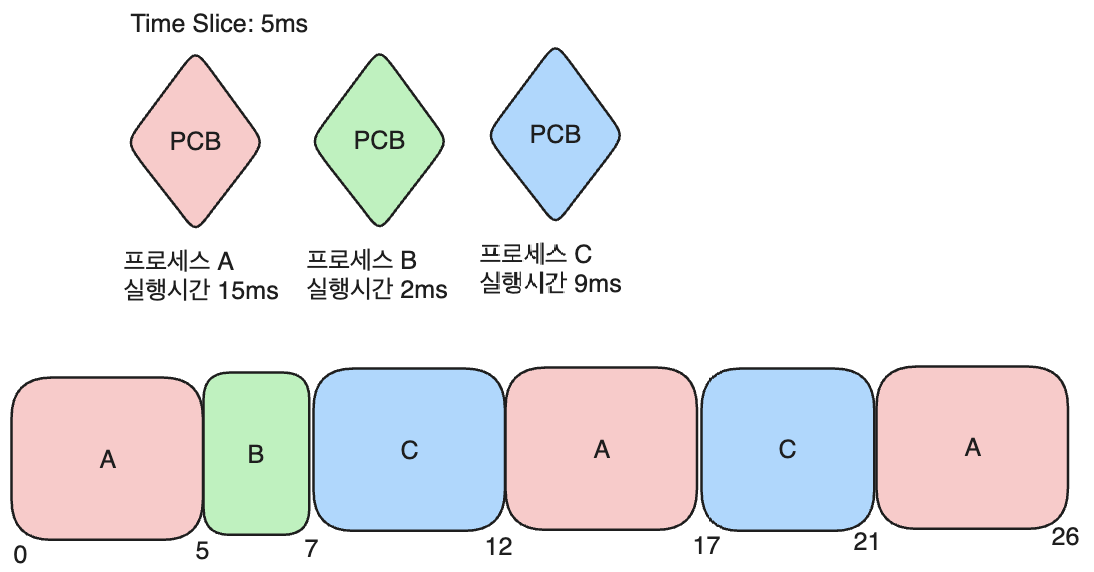 Time Slice: 5ms
PCB
PCB
PCB
프로세스 A
실행시간 15ms
프로세스 B
실행시간 2ms
프로세스 C
실행시간 9ms
A
B
C
A
C
A
0
5
7
12
17
21
26